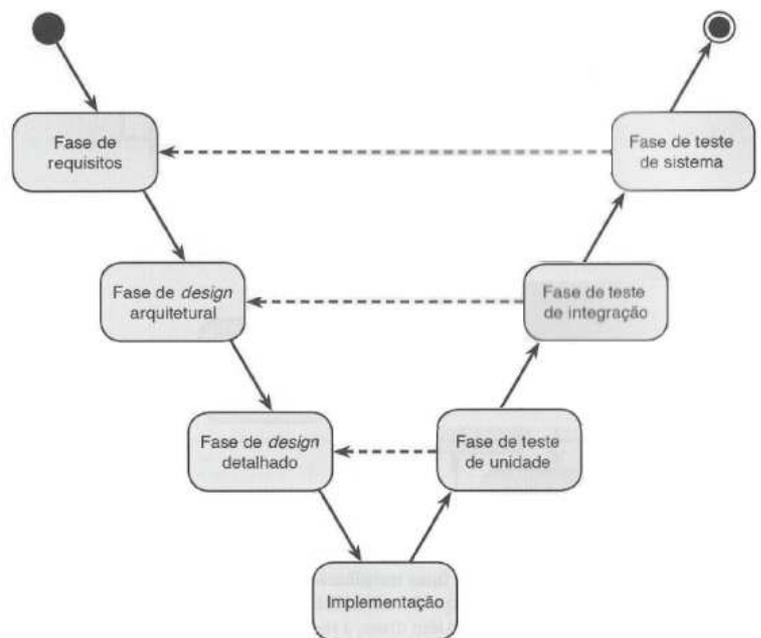 Fase de
requisitos
Fase de teste
de sistema
Fase de design
arquitetural
Fase de teste
de integração
Fase de design
detalhado
Fase de teste
de unidade
Implementação